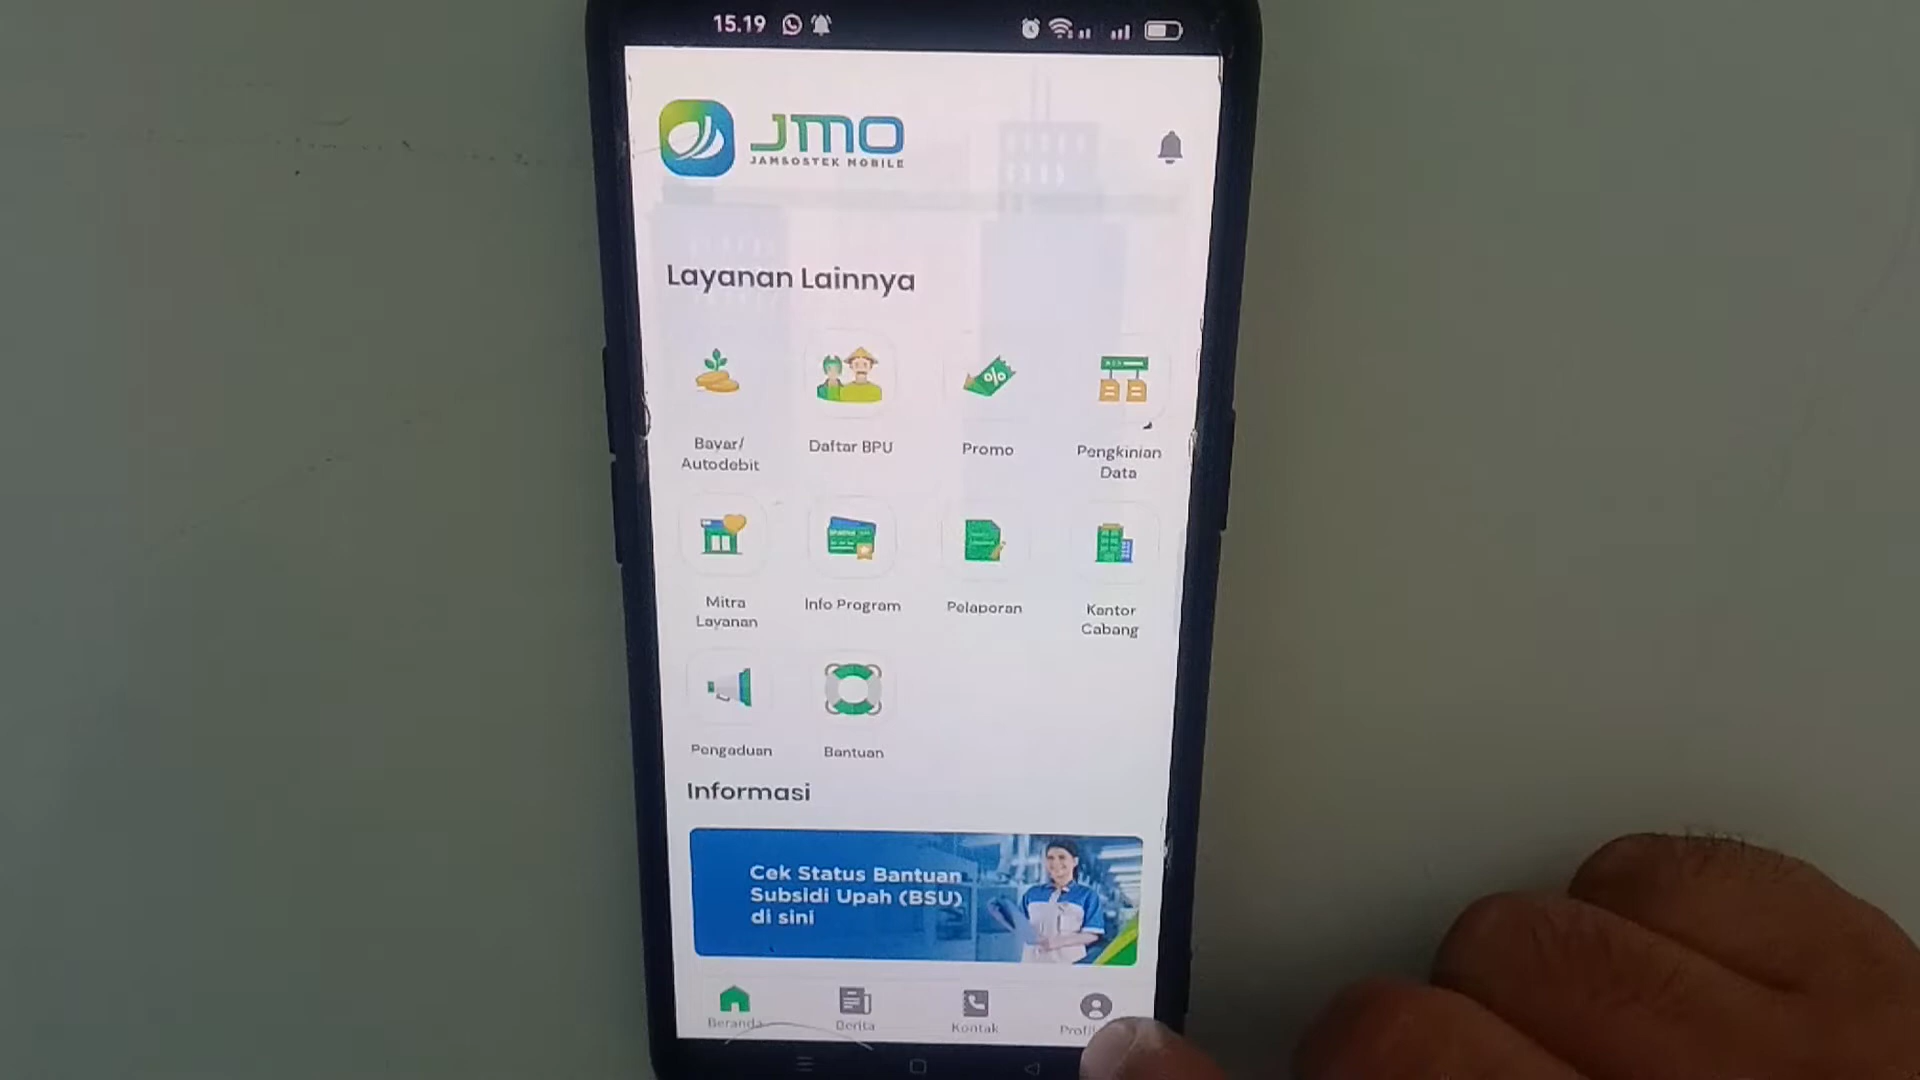 15.19
JMO
JAMSOSTEK MOBILE
Layanan Lainnya
Bayar/
Autodebit
Daftar BPU
Promo
Pengkinian
Data
Mitra
Layanan
Info Program
Pelaporan
Kantor
Cabang
Pengaduan
Bantuan
Informasi
Cek Status Bantuan
Subsidi Upah (BSU)
di sini
Beranda
Berita
Kontak
Profil